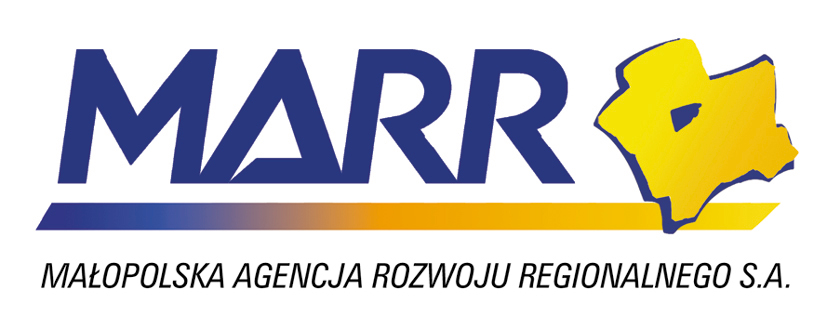 MARR
MAŁOPOLSKA AGENCJA ROZWOJU REGIONALNEGO S.A.